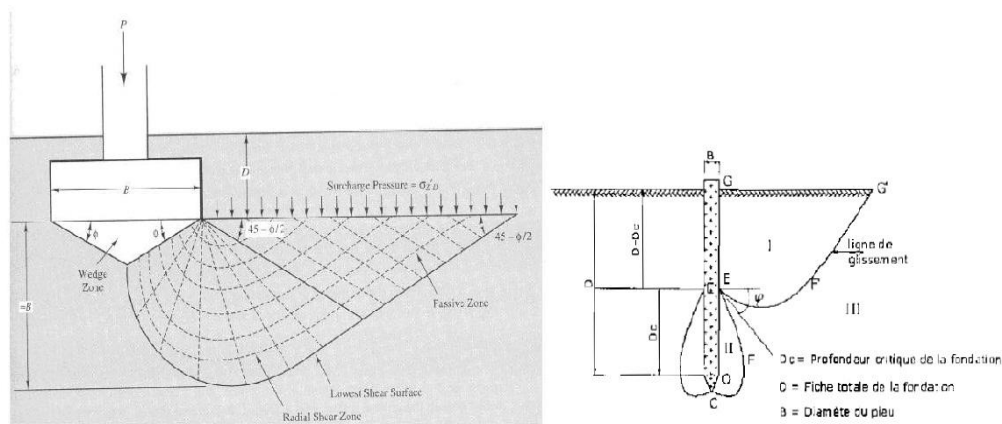 P
D
B
Surcharge Pressure = σ'zD
ϕ
45 – ϕ/2
45 – ϕ/2
Wedge
Zone
=B
Passive Zone
Lowest Shear Surface
Radial Shear Zone
B
G
G'
D-Dc
I
ligne de
glissement
D
E
F'
φ
III
Dc
II
F
O
C
Dc = Profondeur critique de la fondation
D = Fiche totale de la fondation
B = Diamètre du pieu